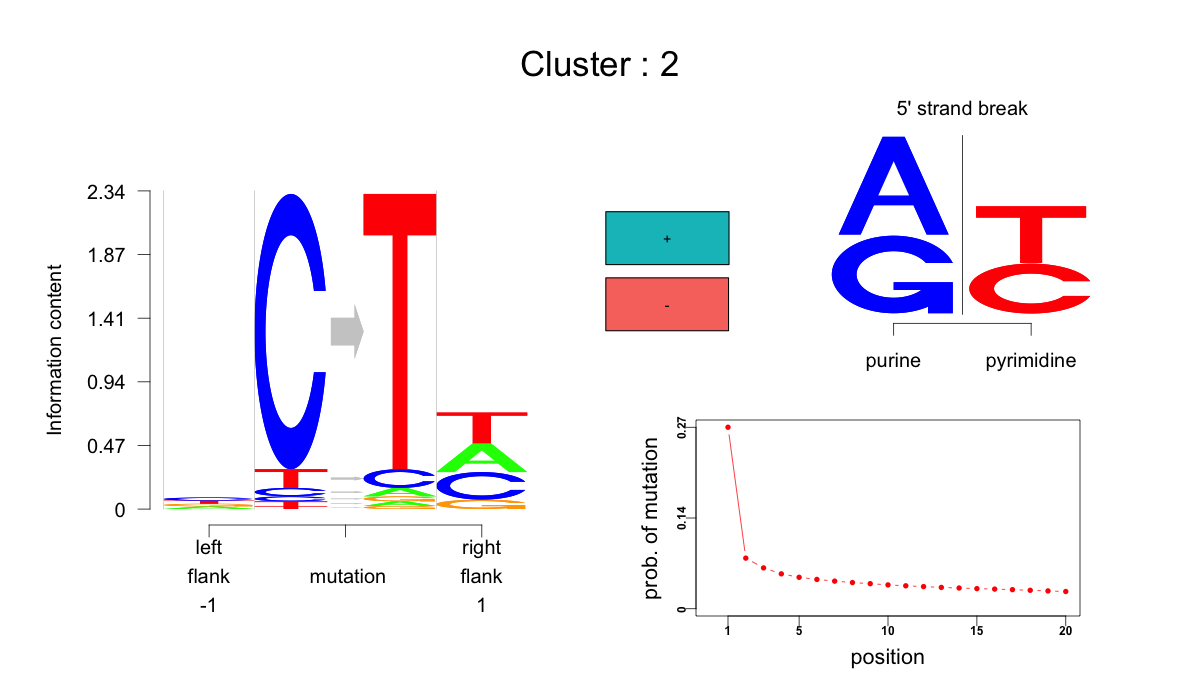 Cluster : 2
5' strand break
Information content
2.34
1.87
1.41
0.94
0.47
0
C
T
T
A
C
G
T
C
C
T
C
A
G
A
left
flank
-1
mutation
right
flank
1
+
-
A
G
T
C
purine
pyrimidine
prob. of mutation
0.27
0.14
0
1
5
10
15
20
position